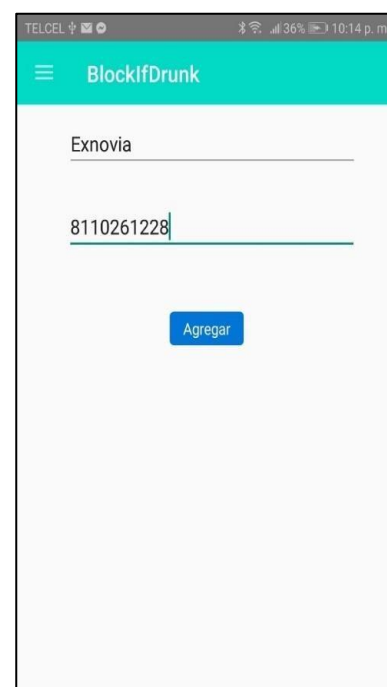 TELCEL 36% 10:14 p. m
BlockIfDrunk
Exnovia
8110261228
Agregar